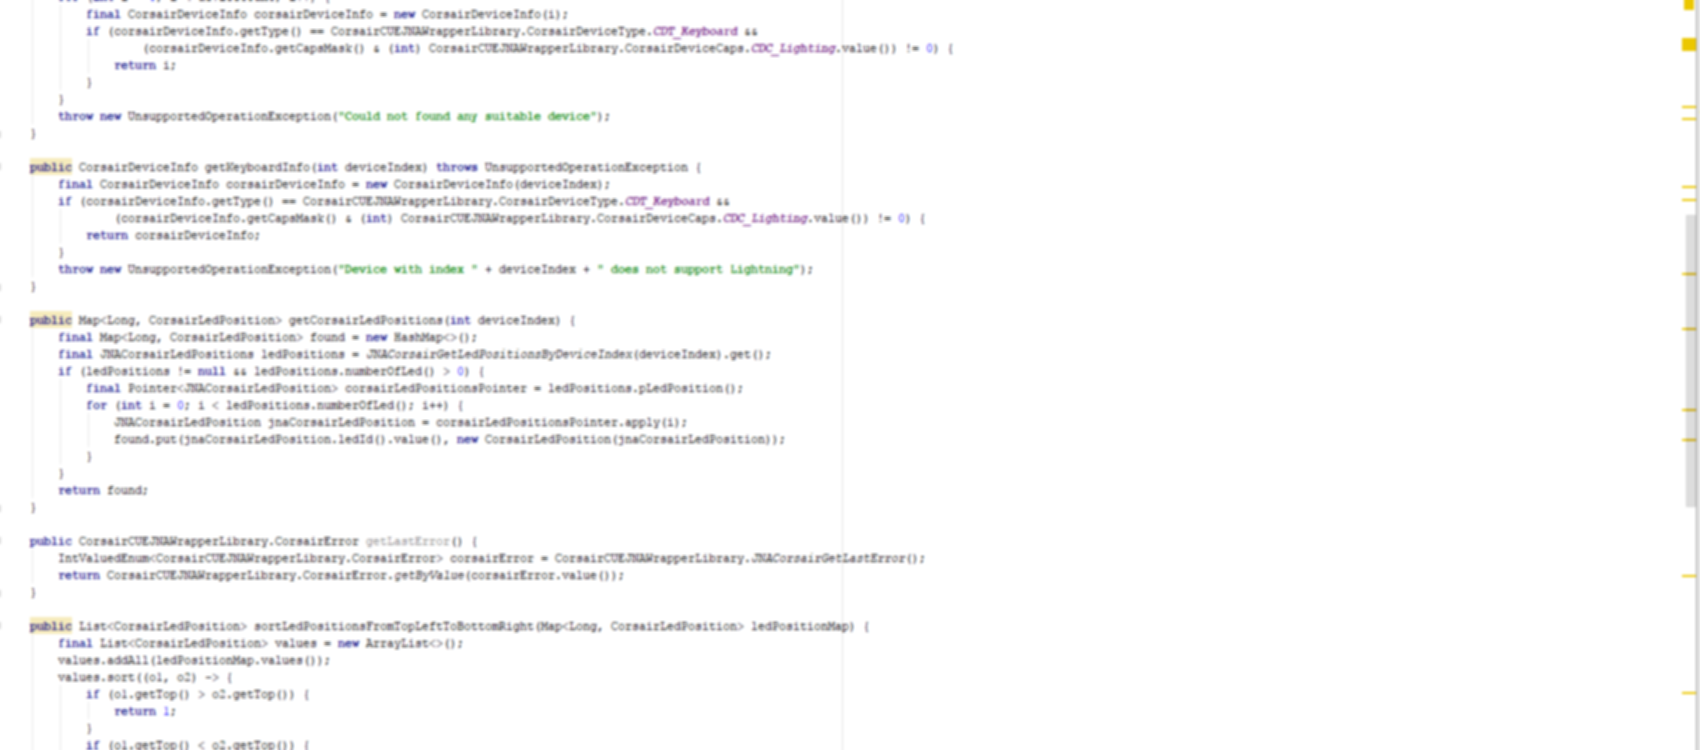 final CorsairDeviceInfo corsairDeviceInfo = new CorsairDeviceInfo(i);
if (corsairDeviceInfo.getType() == CorsairCUEJNAWrapperLibrary.CorsairDeviceType.CDT_Keyboard &&
(corsairDeviceInfo.getCapsMask() & (int) CorsairCUEJNAWrapperLibrary.CorsairDeviceCaps.CDC_Lighting.value()) != 0) {
return i;
}
}
throw new UnsupportedOperationException("Could not found any suitable device");
}
public CorsairDeviceInfo getKeyboardInfo(int deviceIndex) throws UnsupportedOperationException {
final CorsairDeviceInfo corsairDeviceInfo = new CorsairDeviceInfo(deviceIndex);
if (corsairDeviceInfo.getType() == CorsairCUEJNAWrapperLibrary.CorsairDeviceType.CDT_Keyboard &&
(corsairDeviceInfo.getCapsMask() & (int) CorsairCUEJNAWrapperLibrary.CorsairDeviceCaps.CDC_Lighting.value()) != 0) {
return corsairDeviceInfo;
}
throw new UnsupportedOperationException("Device with index " + deviceIndex + " does not support Lightning");
}
public Map<Long, CorsairLedPosition> getCorsairLedPositions(int deviceIndex) {
final Map<Long, CorsairLedPosition> found = new HashMap<>();
final JNACorsairLedPositions ledPositions = JNACorsairGetLedPositionsByDeviceIndex(deviceIndex).get();
if (ledPositions != null && ledPositions.numberOfLed() > 0) {
final Pointer<JNACorsairLedPosition> corsairLedPositionsPointer = ledPositions.pLedPosition();
for (int i = 0; i < ledPositions.numberOfLed(); i++) {
JNACorsairLedPosition jnaCorsairLedPosition = corsairLedPositionsPointer.apply(i);
found.put(jnaCorsairLedPosition.ledId().value(), new CorsairLedPosition(jnaCorsairLedPosition));
}
}
return found;
}
public CorsairCUEJNAWrapperLibrary.CorsairError getLastError() {
IntValuedEnum<CorsairCUEJNAWrapperLibrary.CorsairError> corsairError = CorsairCUEJNAWrapperLibrary.JNACorsairGetLastError();
return CorsairCUEJNAWrapperLibrary.CorsairError.getByValue(corsairError.value());
}
public List<CorsairLedPosition> sortLedPositionsFromTopLeftToBottomRight(Map<Long, CorsairLedPosition> ledPositionMap) {
final List<CorsairLedPosition> values = new ArrayList<>();
values.addAll(ledPositionMap.values());
values.sort((o1, o2) -> {
if (o1.getTop() > o2.getTop()) {
return 1;
}
if (o1.getTop() < o2.getTop()) {